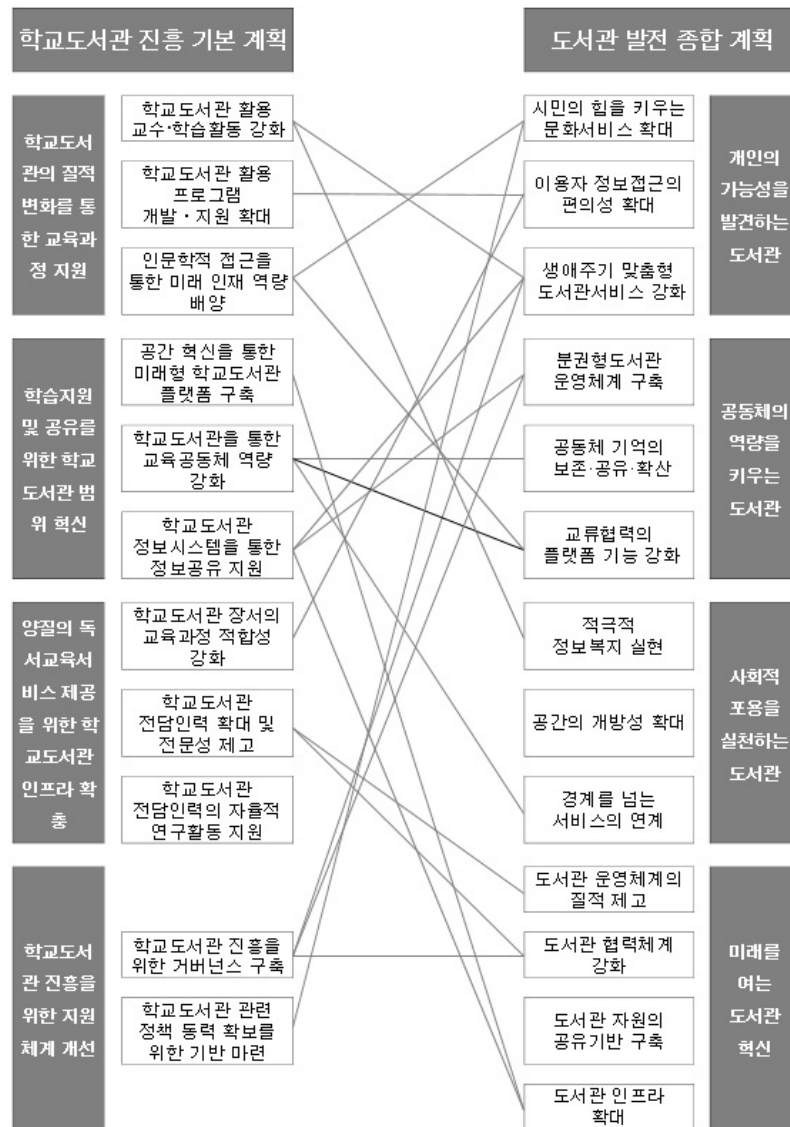 학교도서관 진흥 기본 계획
도서관 발전 종합 계획
학교도서
관의 질적
변화를 통
한 교육과
정 지원
학교도서관 활용
교수·학습활동 강화
학교도서관 활용
프로그램
개발·지원 확대
인문학적 접근을
통한 미래 인재 역량
배양
학습지원
및 공유를
위한 학교
도서관 범
위 혁신
공간 혁신을 통한
미래형 학교도서관
플랫폼 구축
학교도서관을 통한
교육공동체 역량
강화
학교도서관
정보시스템을 통한
정보공유 지원
양질의 독
서교육서
비스 제공
을 위한 학
교도서관
인프라 확
충
학교도서관 장서의
교육과정 적합성
강화
학교도서관
전담인력 확대 및
전문성 제고
학교도서관
전담인력의 자율적
연구활동 지원
학교도서
관 진흥을
위한 지원
체계 개선
학교도서관 진흥을
위한 거버넌스 구축
학교도서관 관련
정책 동력 확보를
위한 기반 마련
시민의 힘을 키우는
문화서비스 확대
이용자 정보접근의
편의성 확대
생애주기 맞춤형
도서관서비스 강화
개인의
가능성을
발견하는
도서관
분권형도서관
운영체계 구축
공동체 기억의
보존·공유·확산
교류협력의
플랫폼 기능 강화
공동체의
역량을
키우는
도서관
적극적
정보복지 실현
공간의 개방성 확대
경계를 넘는
서비스의 연계
사회적
포용을
실천하는
도서관
도서관 운영체계의
질적 제고
도서관 협력체계
강화
도서관 자원의
공유기반 구축
도서관 인프라
확대
미래를
여는
도서관
혁신